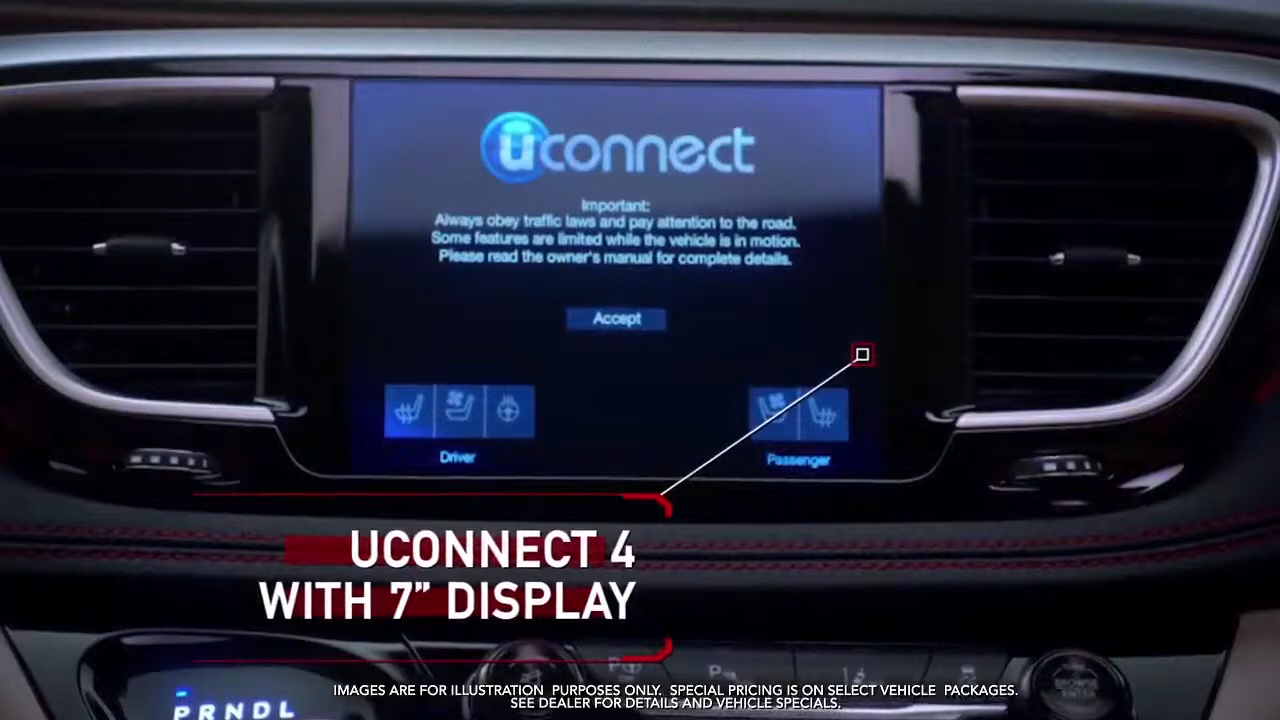 uconnect
Important:
Always obey traffic laws and pay attention to the road.
Some features are limited while the vehicle is in motion.
Please read the owner's manual for complete details.
Accept
Driver
Passenger
UCONNECT 4
WITH 7” DISPLAY
PRNDL
BROWSE
ENTER
IMAGES ARE FOR ILLUSTRATION PURPOSES ONLY. SPECIAL PRICING IS ON SELECT VEHICLE PACKAGES.
SEE DEALER FOR DETAILS AND VEHICLE SPECIALS.